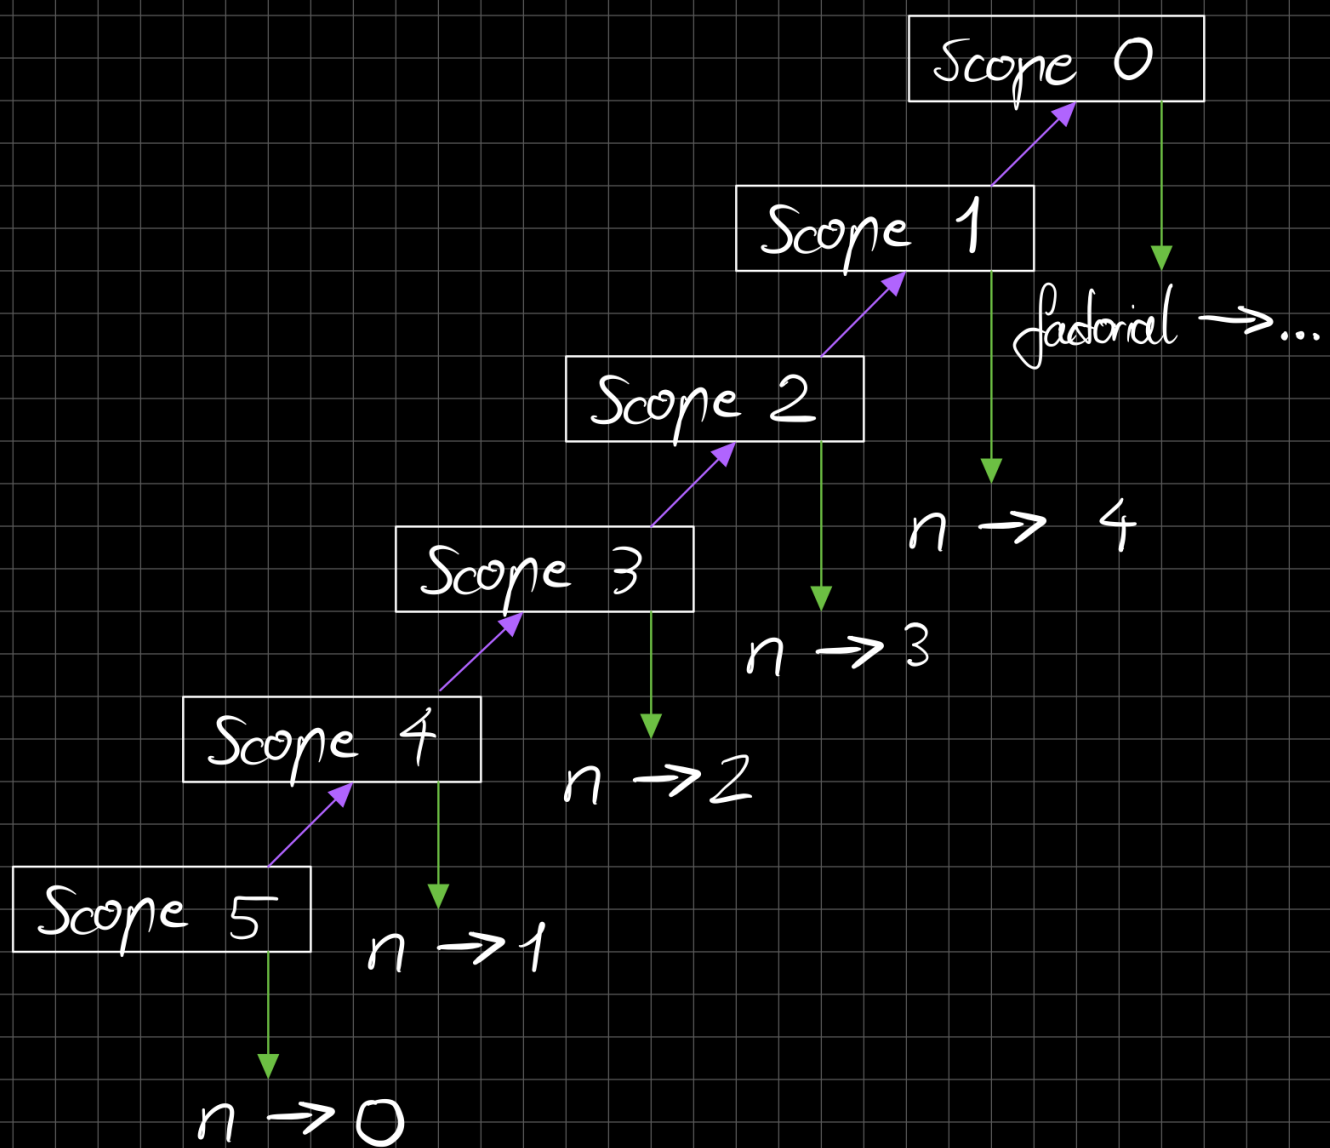 Scope 0
Scope 1
factorial → ...
Scope 2
n → 4
Scope 3
n → 3
Scope 4
n → 2
Scope 5
n → 1
n → 0